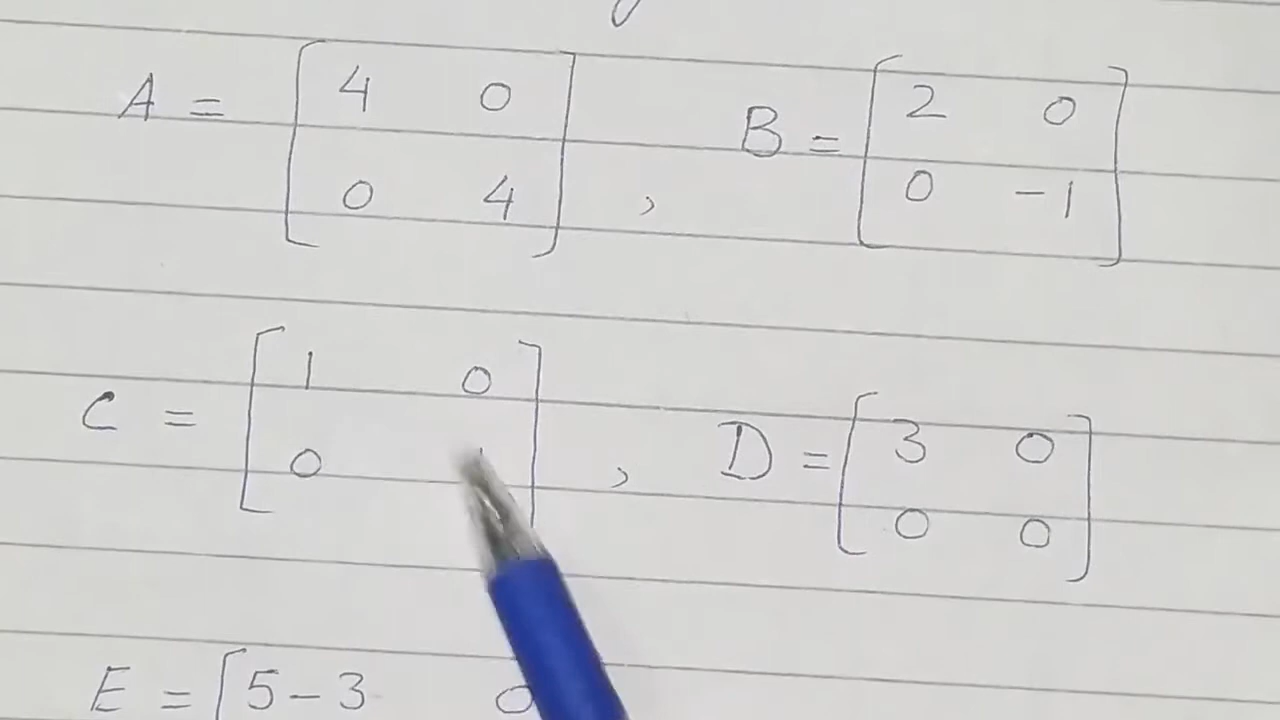 A = [ 4 0
0 4 ] , B = [ 2 0
0 -1 ]
C = [ 1 0
0 ] , D = [ 3 0
0 0 ]
E = [ 5 - 3 0